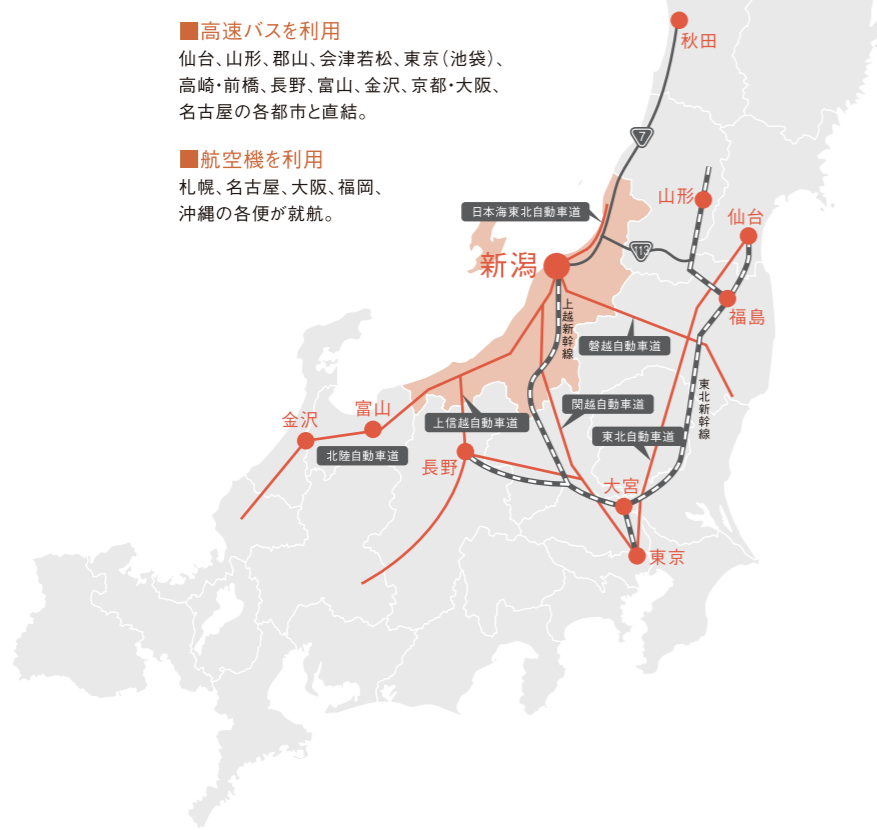 ■高速バスを利用
仙台、山形、郡山、会津若松、東京（池袋）、
高崎・前橋、長野、富山、金沢、京都・大阪、
名古屋の各都市と直結。
■航空機を利用
札幌、名古屋、大阪、福岡、
沖縄の各便が就航。
秋田
7
山形
日本海東北自動車道
仙台
113
新潟
福島
上越新幹線
磐越自動車道
東北新幹線
富山
関越自動車道
金沢
上信越自動車道
東北自動車道
北陸自動車道
長野
大宮
東京